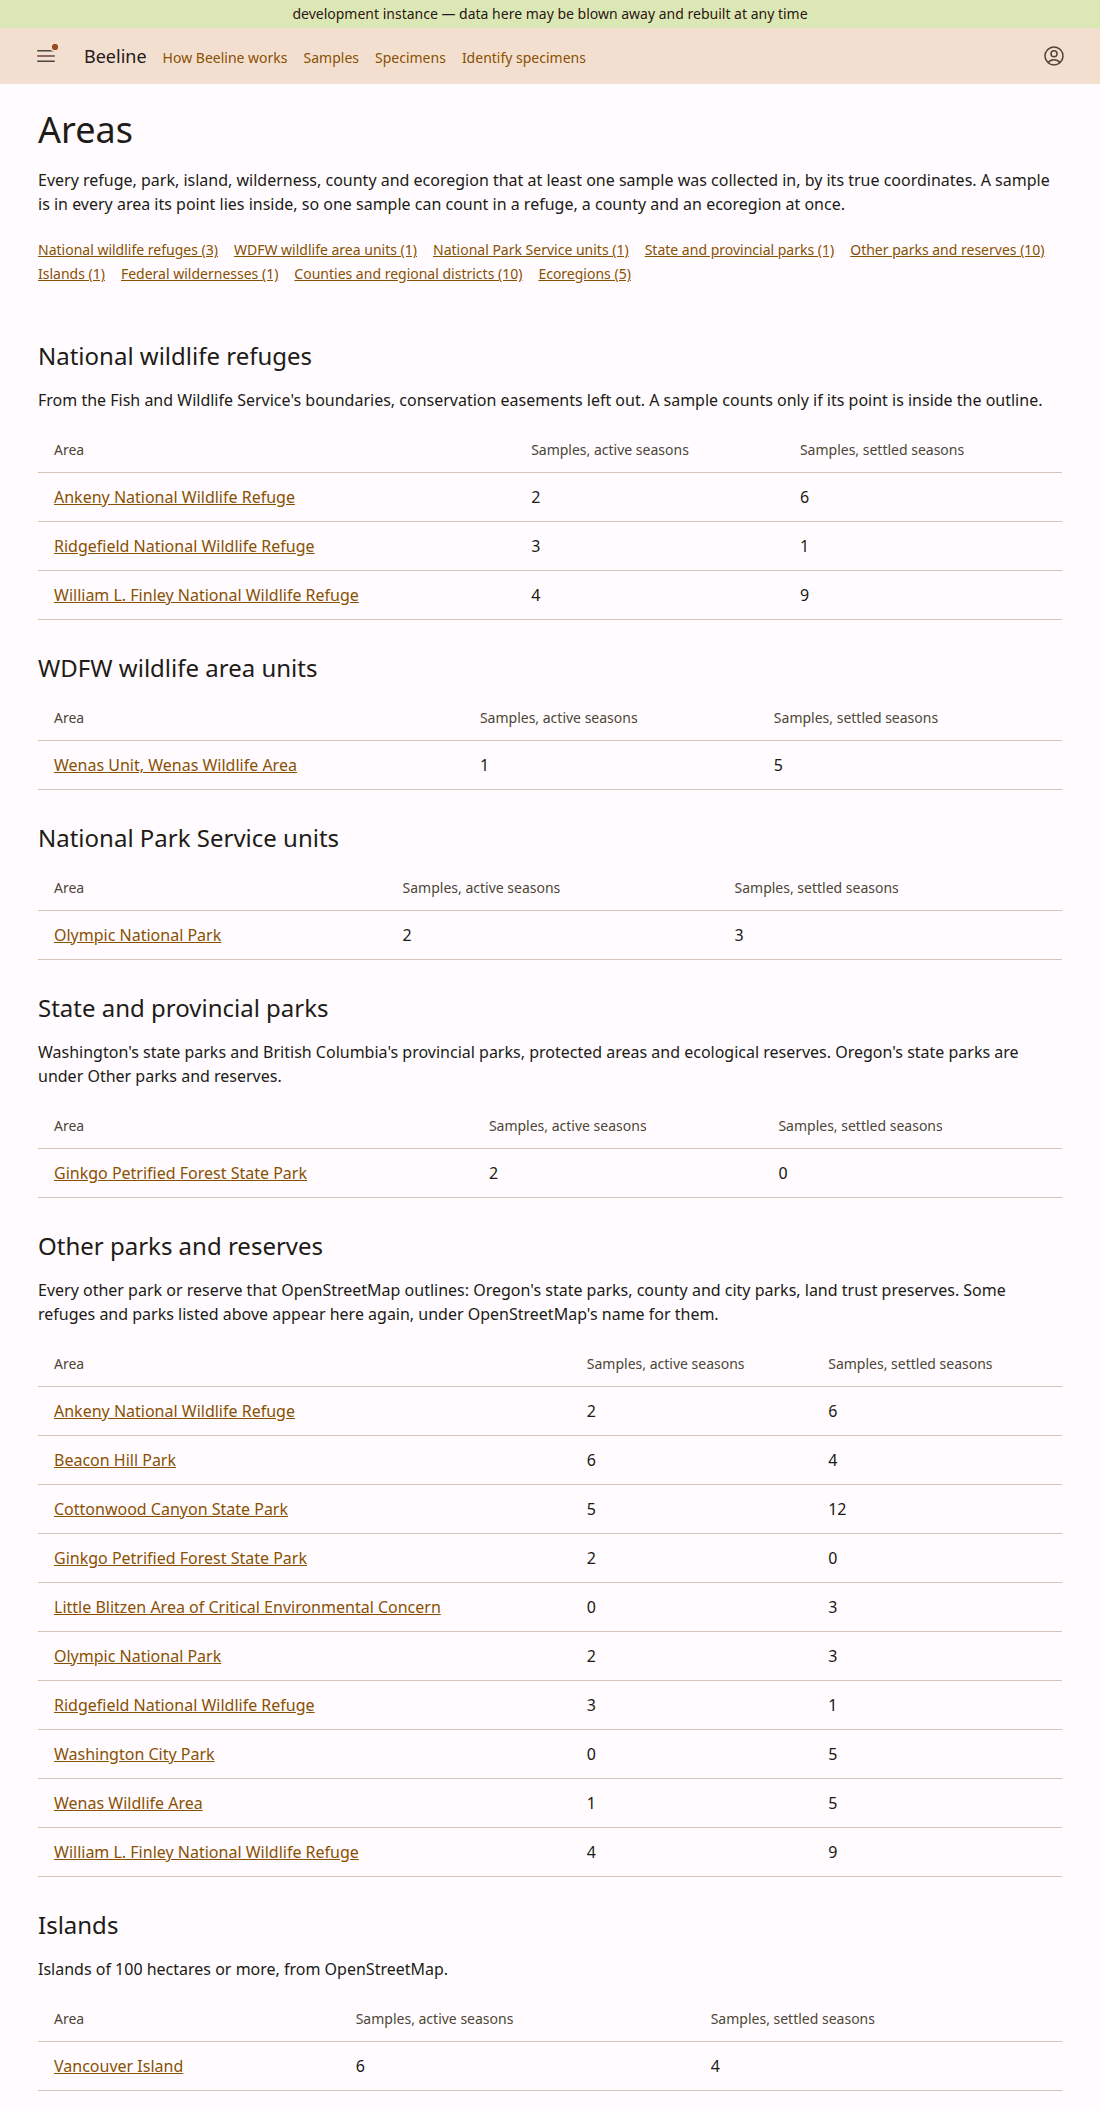 development instance — data here may be blown away and rebuilt at any time
Beeline How Beeline works Samples Specimens Identify specimens
Areas
Every refuge, park, island, wilderness, county and ecoregion that at least one sample was collected in, by its true coordinates. A sample
is in every area its point lies inside, so one sample can count in a refuge, a county and an ecoregion at once.
National wildlife refuges (3) WDFW wildlife area units (1) National Park Service units (1) State and provincial parks (1) Other parks and reserves (10)
Islands (1) Federal wildernesses (1) Counties and regional districts (10) Ecoregions (5)
National wildlife refuges
From the Fish and Wildlife Service's boundaries, conservation easements left out. A sample counts only if its point is inside the outline.
Area Samples, active seasons Samples, settled seasons
Ankeny National Wildlife Refuge 2 6
Ridgefield National Wildlife Refuge 3 1
William L. Finley National Wildlife Refuge 4 9
WDFW wildlife area units
Area Samples, active seasons Samples, settled seasons
Wenas Unit, Wenas Wildlife Area 1 5
National Park Service units
Area Samples, active seasons Samples, settled seasons
Olympic National Park 2 3
State and provincial parks
Washington's state parks and British Columbia's provincial parks, protected areas and ecological reserves. Oregon's state parks are
under Other parks and reserves.
Area Samples, active seasons Samples, settled seasons
Ginkgo Petrified Forest State Park 2 0
Other parks and reserves
Every other park or reserve that OpenStreetMap outlines: Oregon's state parks, county and city parks, land trust preserves. Some
refuges and parks listed above appear here again, under OpenStreetMap's name for them.
Area Samples, active seasons Samples, settled seasons
Ankeny National Wildlife Refuge 2 6
Beacon Hill Park 6 4
Cottonwood Canyon State Park 5 12
Ginkgo Petrified Forest State Park 2 0
Little Blitzen Area of Critical Environmental Concern 0 3
Olympic National Park 2 3
Ridgefield National Wildlife Refuge 3 1
Washington City Park 0 5
Wenas Wildlife Area 1 5
William L. Finley National Wildlife Refuge 4 9
Islands
Islands of 100 hectares or more, from OpenStreetMap.
Area Samples, active seasons Samples, settled seasons
Vancouver Island 6 4